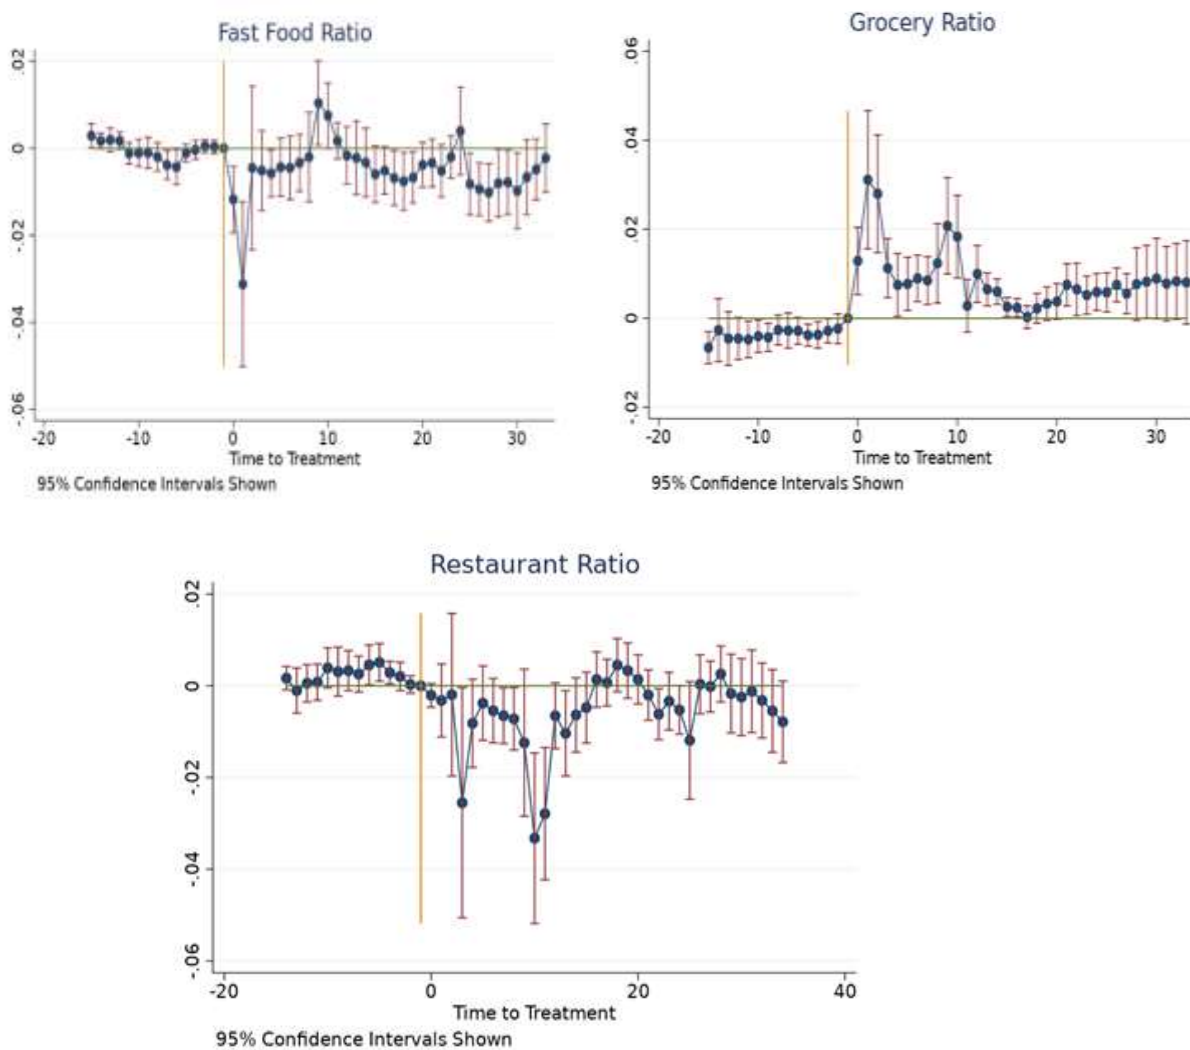 Fast Food Ratio
.02
0
-.02
-.04
-.06
-20 -10 0 10 20 30
Time to Treatment
95% Confidence Intervals Shown
Grocery Ratio
.06
.04
.02
0
-.02
-20 -10 0 10 20 30
Time to Treatment
95% Confidence Intervals Shown
Restaurant Ratio
.02
0
-.02
-.04
-.06
-20 0 20 40
Time to Treatment
95% Confidence Intervals Shown